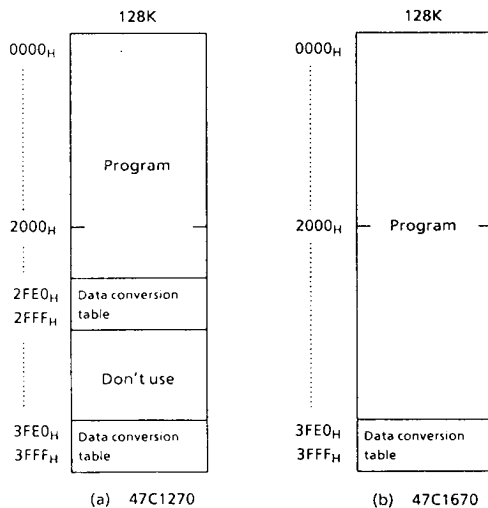 128K
0000H
Program
2000H
2FE0H
2FFFH
Data conversion
table
Don't use
3FE0H
3FFFH
Data conversion
table
(a) 47C1270
128K
0000H
2000H
Program
3FE0H
3FFFH
Data conversion
table
(b) 47C1670